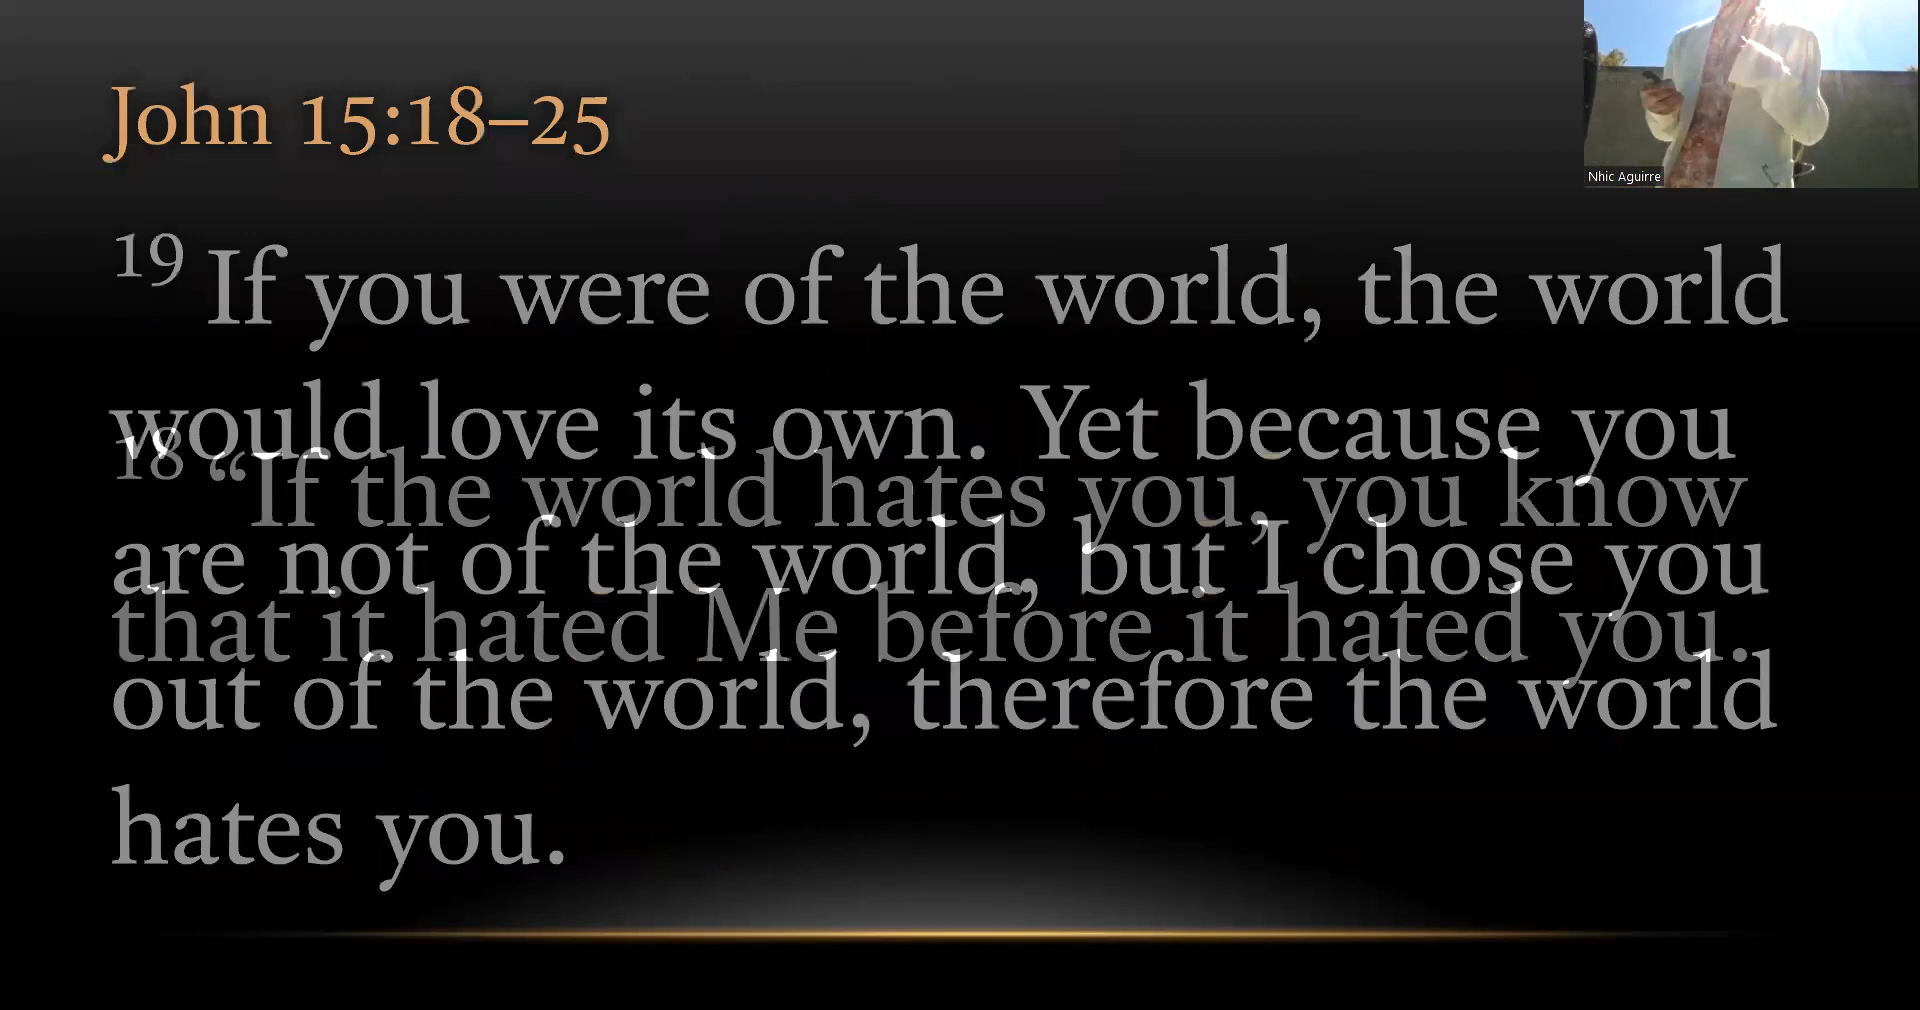 John 15:18–25
Nhic Aguirre
19 If you were of the world, the world
would love its own. Yet because you
are not of the world, but I chose you
out of the world, therefore the world
hates you.
18 “If the world hates you, you know
that it hated Me before it hated you.